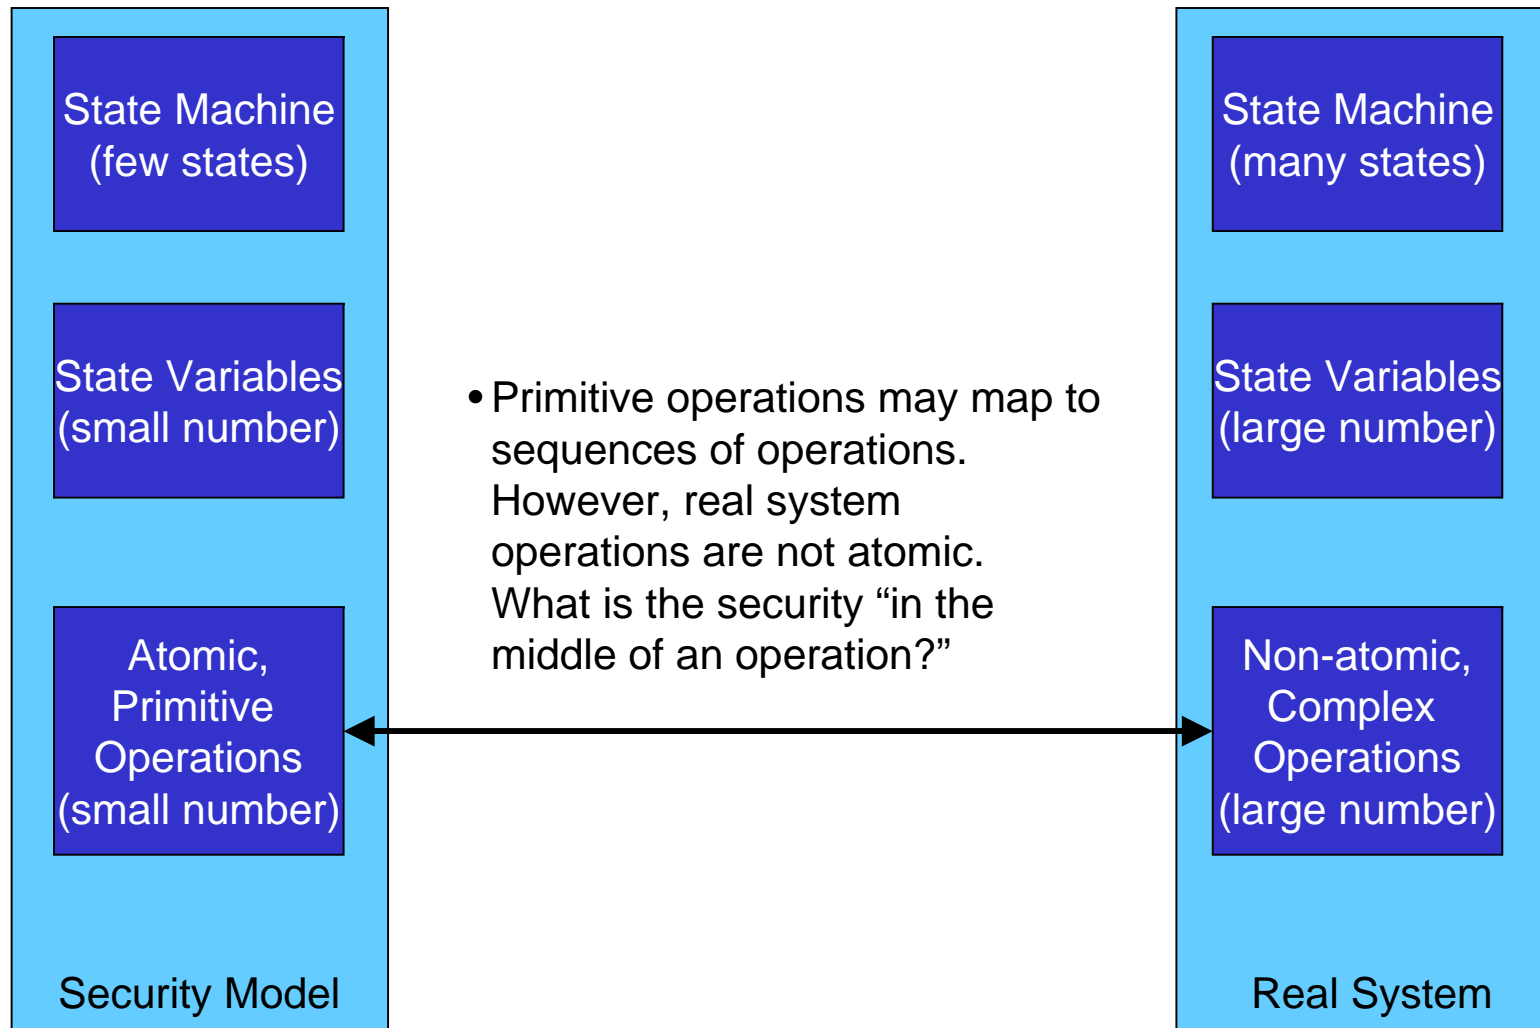 State Machine
(few states)
State Variables
(small number)
Atomic,
Primitive
Operations
(small number)
Security Model
• Primitive operations may map to
sequences of operations.
However, real system
operations are not atomic.
What is the security “in the
middle of an operation?”
State Machine
(many states)
State Variables
(large number)
Non-atomic,
Complex
Operations
(large number)
Real System